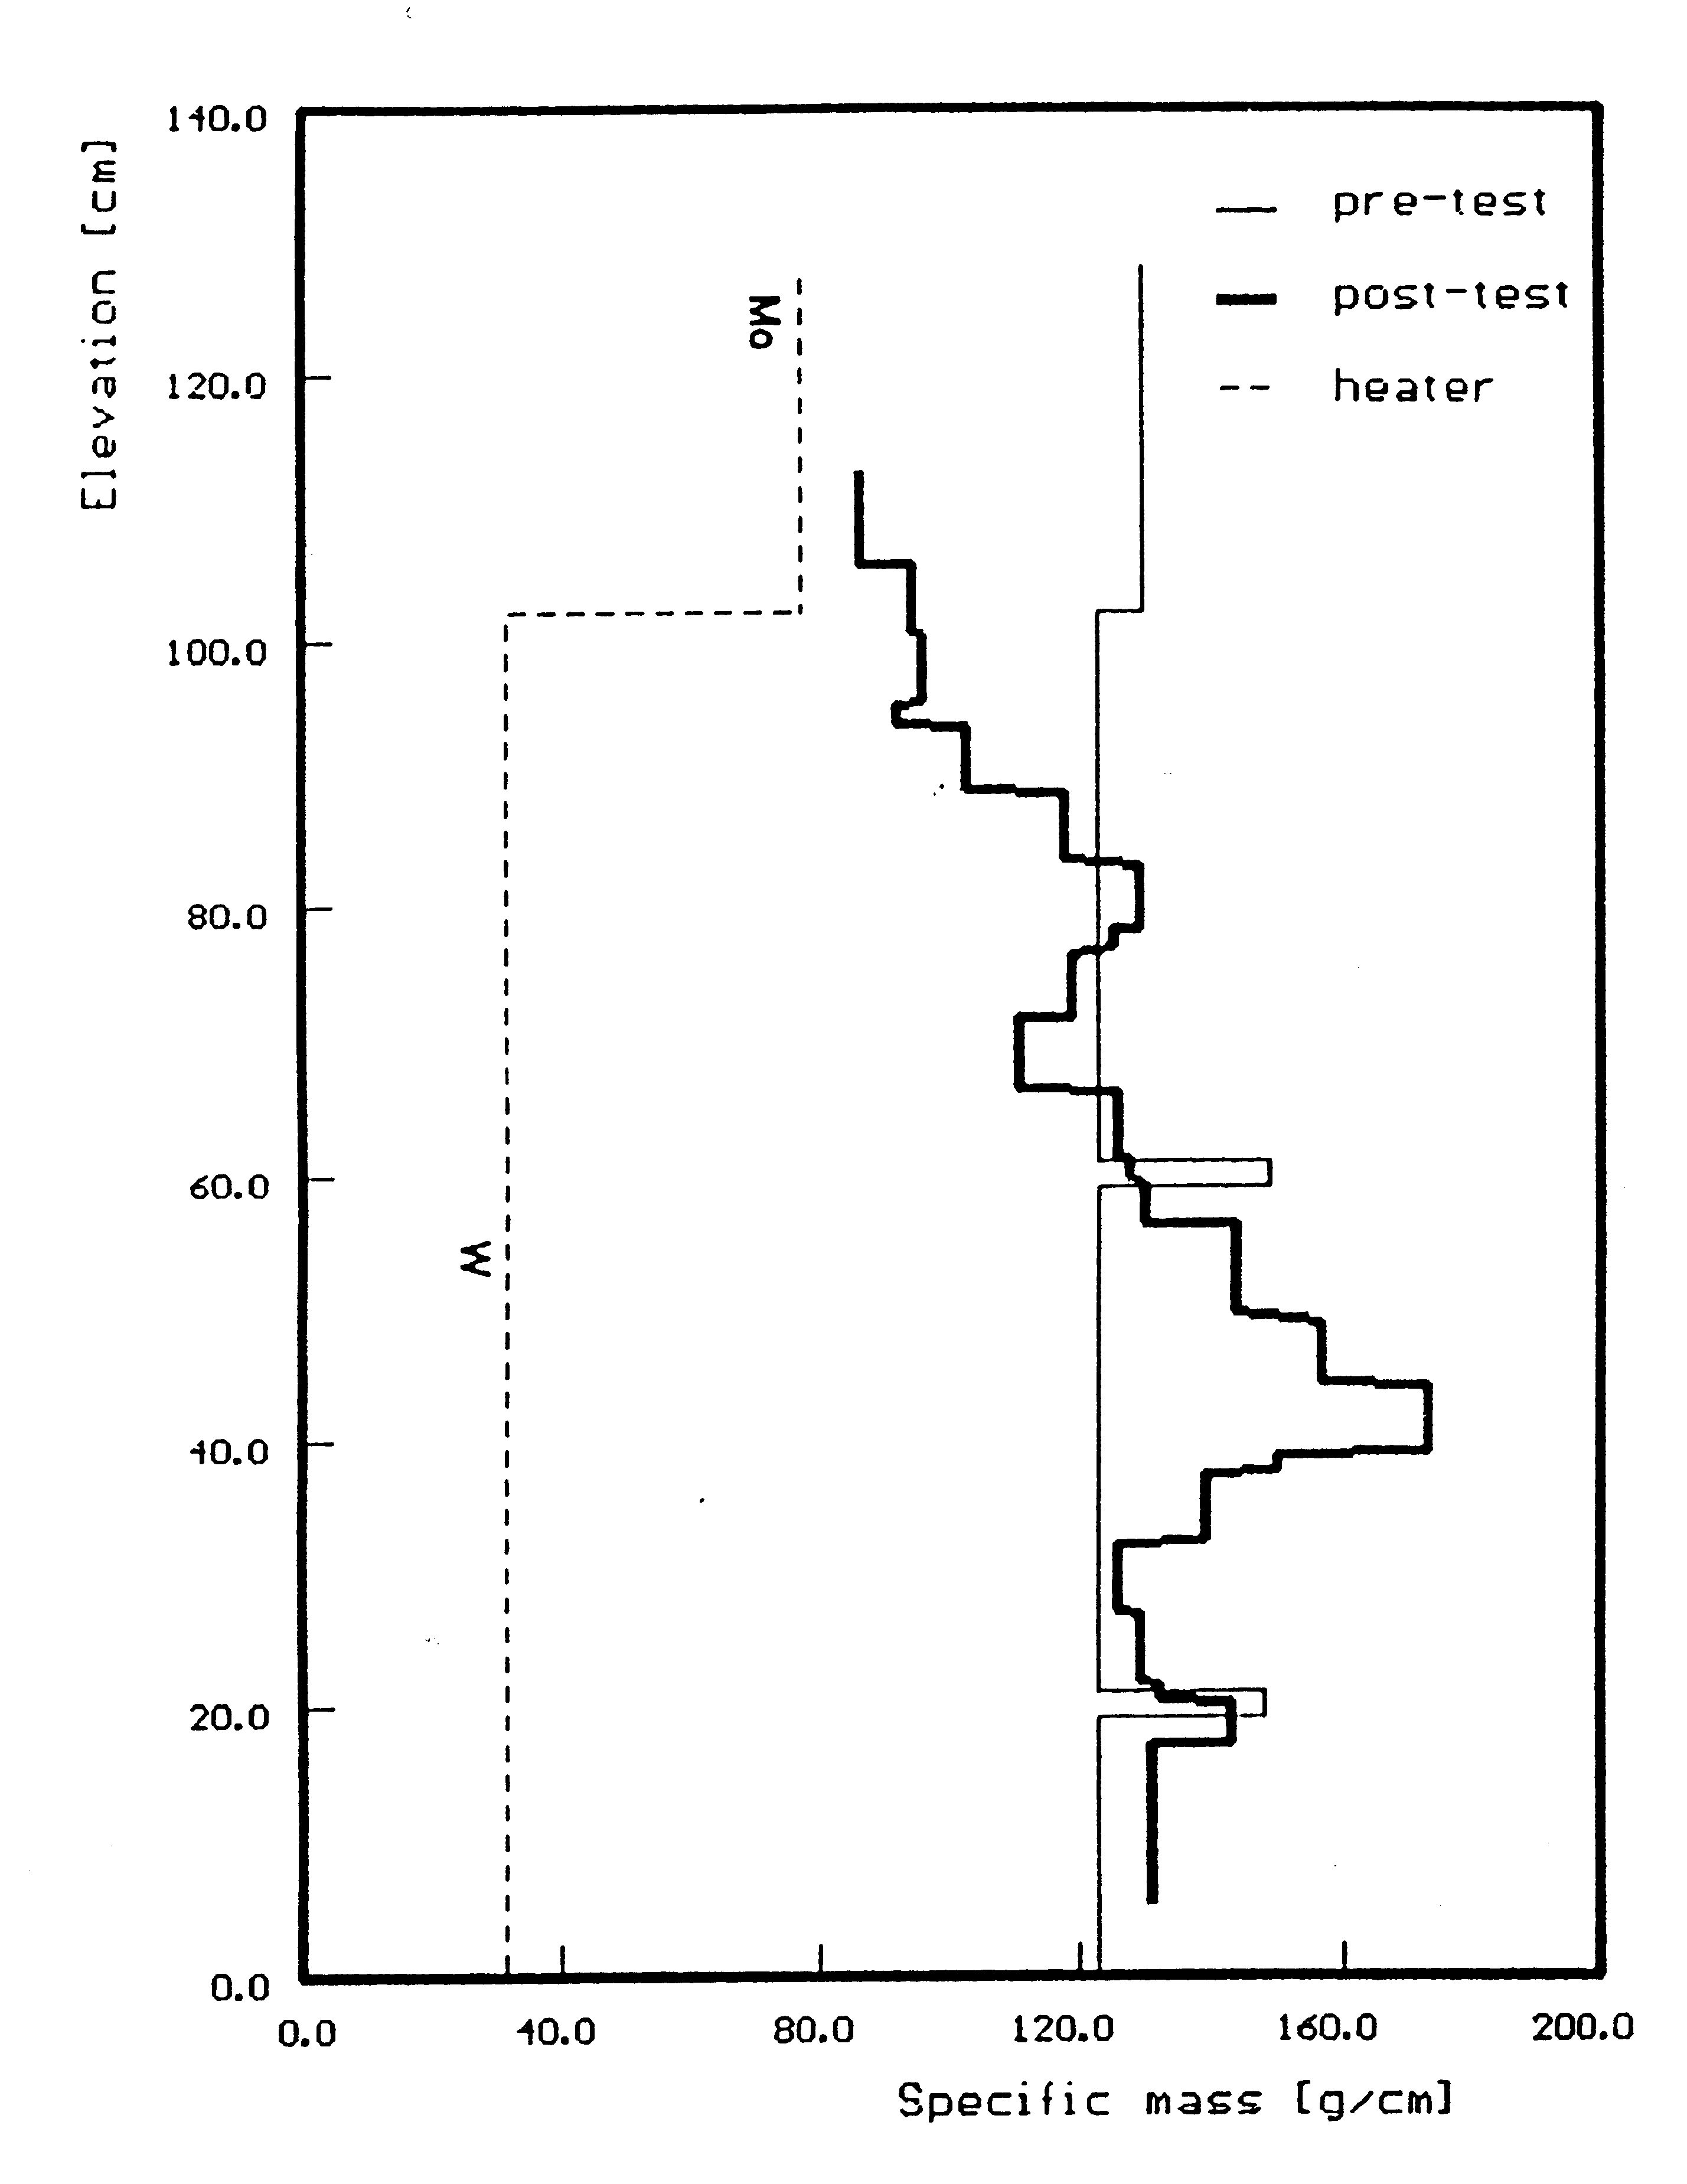 140.0
120.0
100.0
80.0
60.0
40.0
20.0
0.0
Elevation [cm]
pre-test
post-test
heater
Mo
W
0.0 40.0 80.0 120.0 160.0 200.0
Specific mass [g/cm]